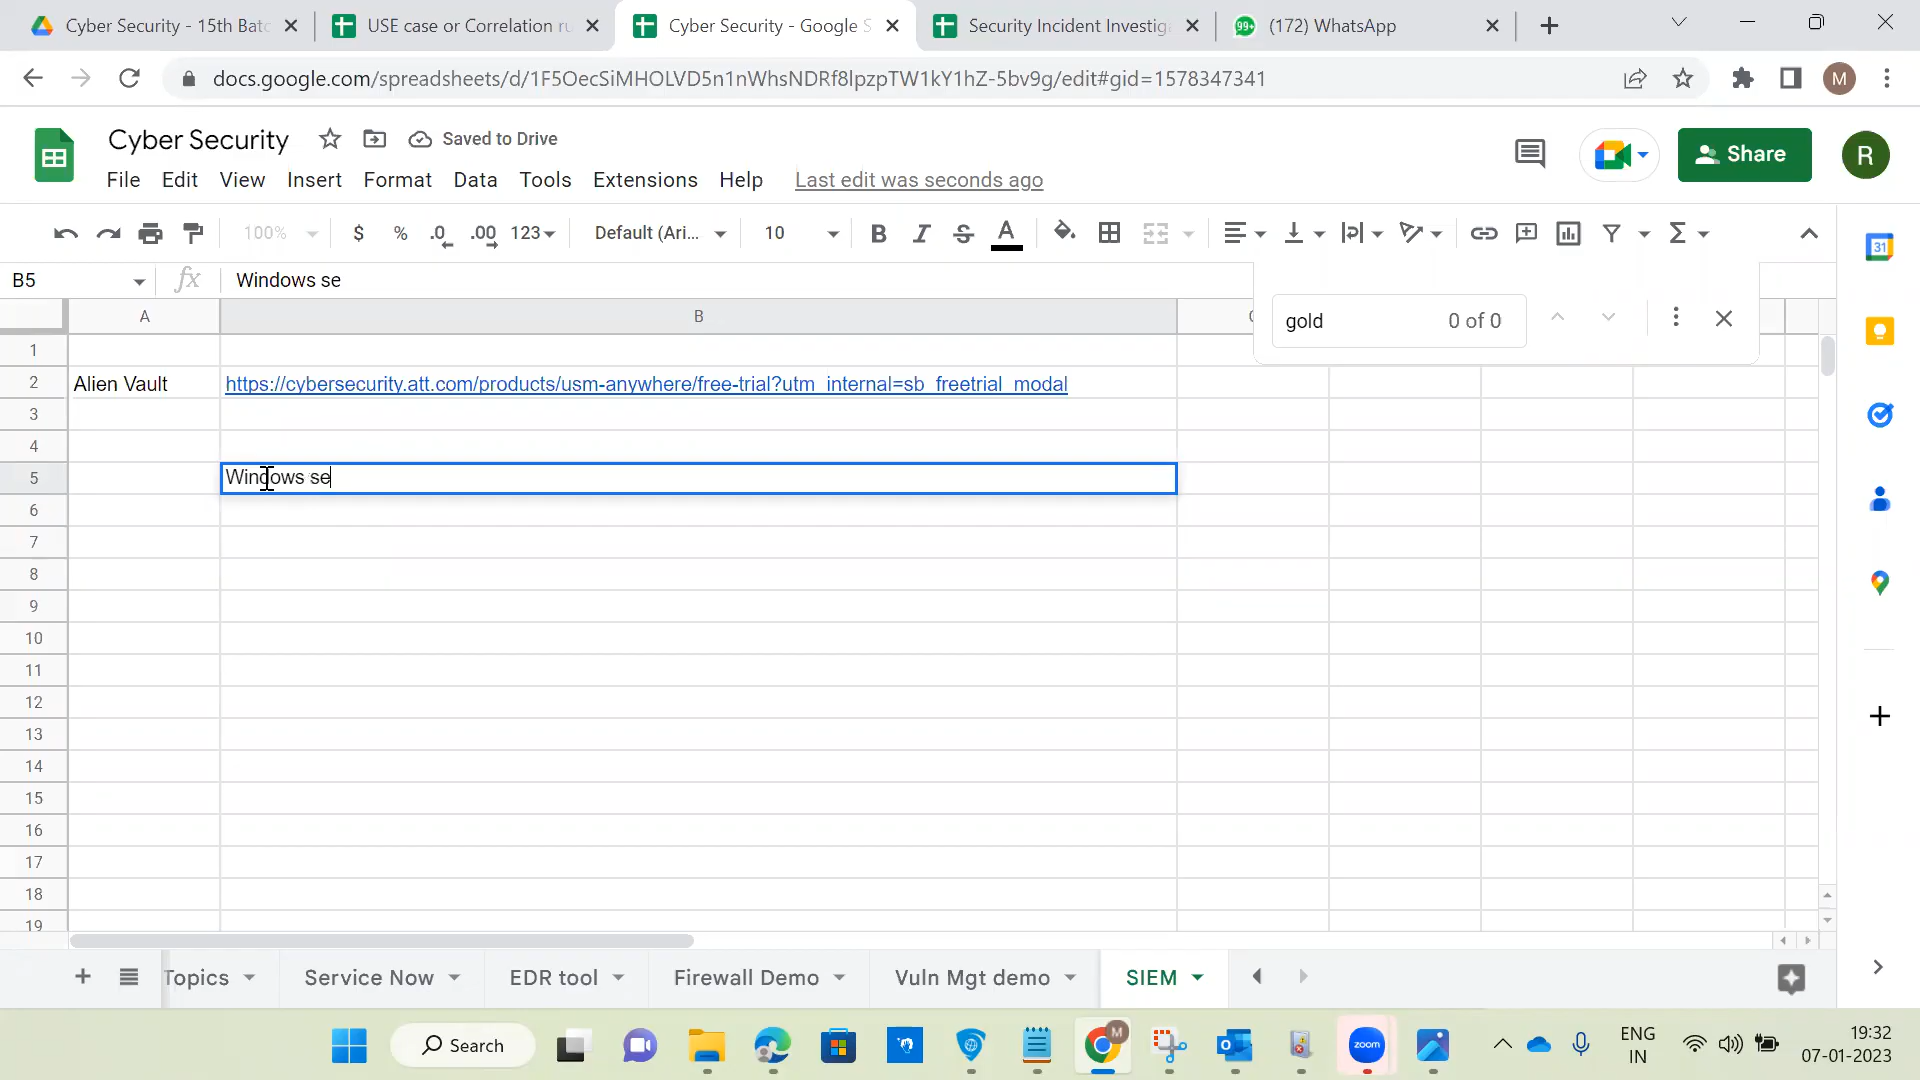 Cyber Security - 15th Batc
USE case or Correlation ru
Cyber Security - Google S
Security Incident Investig
99+
(172) WhatsApp
docs.google.com/spreadsheets/d/1F5OecSiMHOLVD5n1nWhsNDRf8lpzpTW1kY1hZ-5bv9g/edit#gid=1578347341
M
Cyber Security
Saved to Drive
Share
R
File Edit View Insert Format Data Tools Extensions Help Last edit was seconds ago
100% $ % .0 .00 123 Default (Ari... 10 B I S A
31
B5 fx Windows se
gold 0 of 0
A B
1
2 Alien Vault https://cybersecurity.att.com/products/usm-anywhere/free-trial?utm_internal=sb_freetrial_modal
3
4
5 Windows se
6
7
8
9
10
11
12
13
14
15
16
17
18
19
Topics Service Now EDR tool Firewall Demo Vuln Mgt demo SIEM
Search
M
zoom
ENG
IN
19:32
07-01-2023